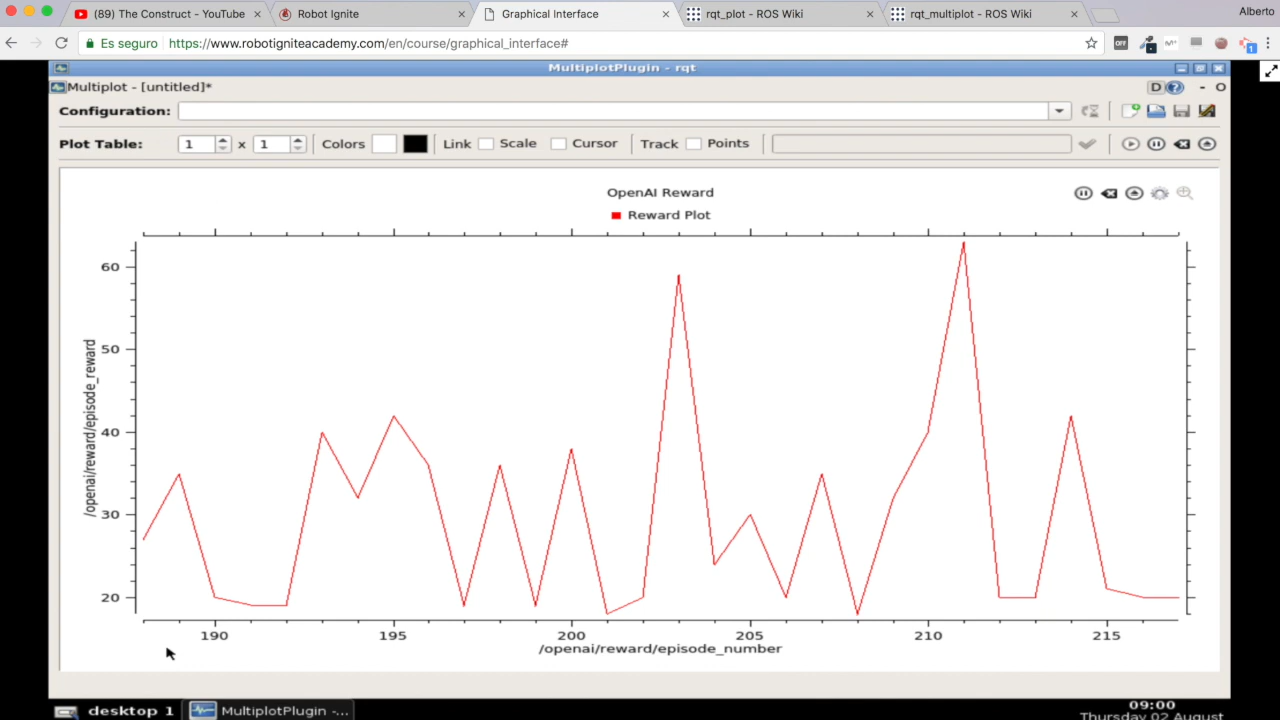 (89) The Construct - YouTube
Robot Ignite
Graphical Interface
rqt_plot - ROS Wiki
rqt_multiplot - ROS Wiki
Alberto
Es seguro https://www.robotigniteacademy.com/en/course/graphical_interface#
OFF
1
MultiplotPlugin - rqt
Multiplot - [untitled]*
D
- O
Configuration:
Plot Table: 1 x 1 Colors Link Scale Cursor Track Points
OpenAI Reward
Reward Plot
/openai/reward/episode_reward
60
50
40
30
20
190 195 200 205 210 215
/openai/reward/episode_number
desktop 1
MultiplotPlugin -...
09:00
Thursday 02 August